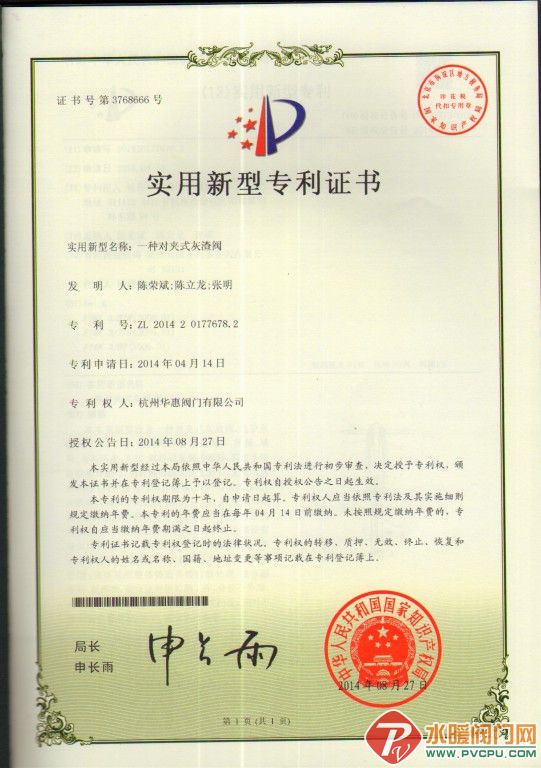 证书号第3768666号
印花税
代扣专用章
实用新型专利证书
实用新型名称：一种对夹式灰渣阀
发明人：陈荣斌;陈立龙;张明
专利号：ZL 2014 2 0177678.2
专利申请日：2014年04月14日
专利权人：杭州华惠阀门有限公司
授权公告日：2014年08月27日
本实用新型经过本局依照中华人民共和国专利法进行初步审查，决定授予专利权，颁
发本证书并在专利登记簿上予以登记。专利权自授权公告之日起生效。
本专利的专利权期限为十年，自申请日起算。专利权人应当依照专利法及其实施细则
规定缴纳年费。本专利的年费应当在每年04月14日前缴纳。未按照规定缴纳年费的，专
利权自应当缴纳年费期满之日起终止。
专利证书记载专利权登记时的法律状况。专利权的转移、质押、无效、终止、恢复和
专利权人的姓名或名称、国籍、地址变更等事项记载在专利登记簿上。
局长
申长雨
申长雨
中华人民共和国国家知识产权局
2014年08月27日
第1页(共1页)
PV
水暖阀门网
www.PVCPU.com